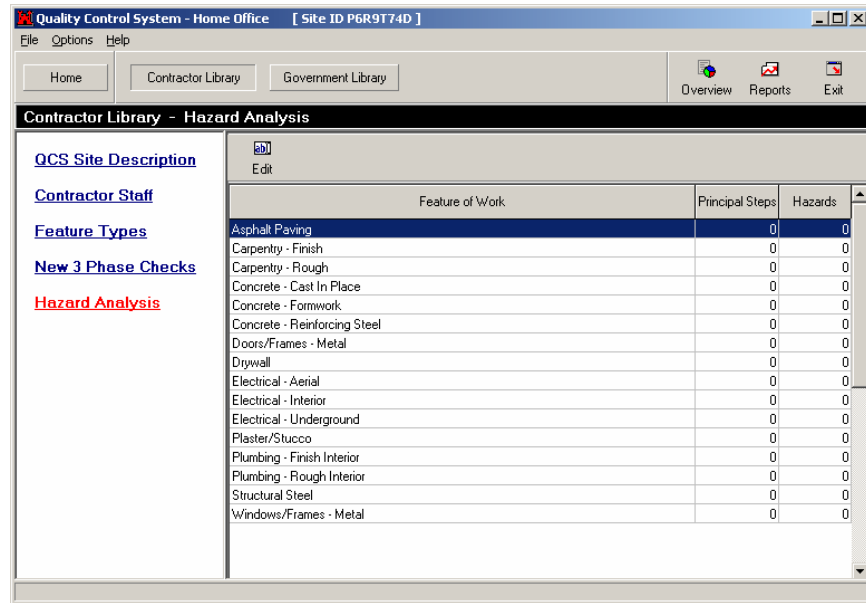 Quality Control System - Home Office [ Site ID P6R9T74D ]
File Options Help
Home Contractor Library Government Library Overview Reports Exit
Contractor Library - Hazard Analysis
QCS Site Description
Contractor Staff
Feature Types
New 3 Phase Checks
Hazard Analysis
ab
Edit
Feature of Work Principal Steps Hazards
Asphalt Paving 0 0
Carpentry - Finish 0 0
Carpentry - Rough 0 0
Concrete - Cast In Place 0 0
Concrete - Formwork 0 0
Concrete - Reinforcing Steel 0 0
Doors/Frames - Metal 0 0
Drywall 0 0
Electrical - Aerial 0 0
Electrical - Interior 0 0
Electrical - Underground 0 0
Plaster/Stucco 0 0
Plumbing - Finish Interior 0 0
Plumbing - Rough Interior 0 0
Structural Steel 0 0
Windows/Frames - Metal 0 0